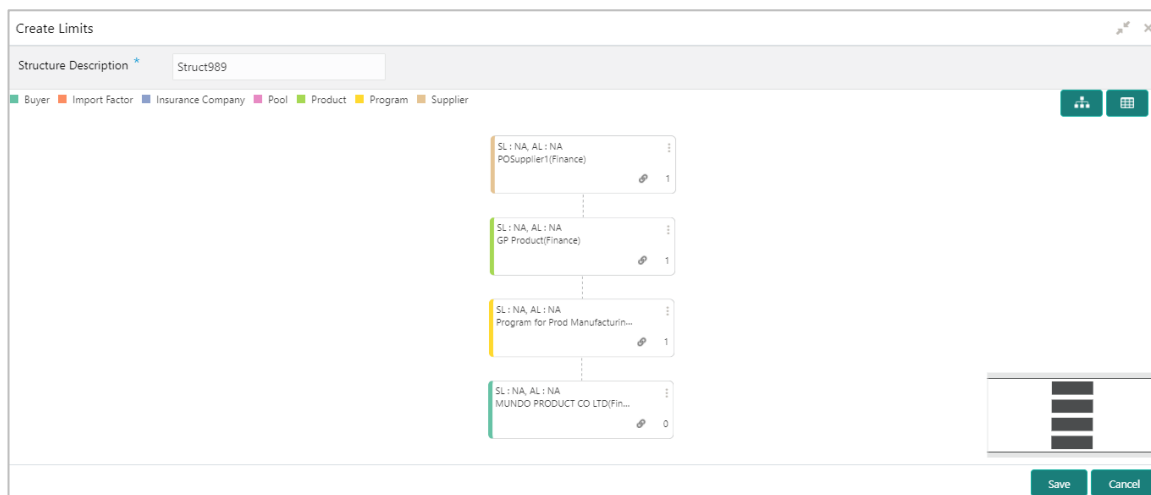 Create Limits
Structure Description *
Struct989
Buyer Import Factor Insurance Company Pool Product Program Supplier
SL : NA, AL : NA
POSupplier1(Finance)
1
SL : NA, AL : NA
GP Product(Finance)
1
SL : NA, AL : NA
Program for Prod Manufacturin...
1
SL : NA, AL : NA
MUNDO PRODUCT CO LTD(Fin...
0
Save Cancel